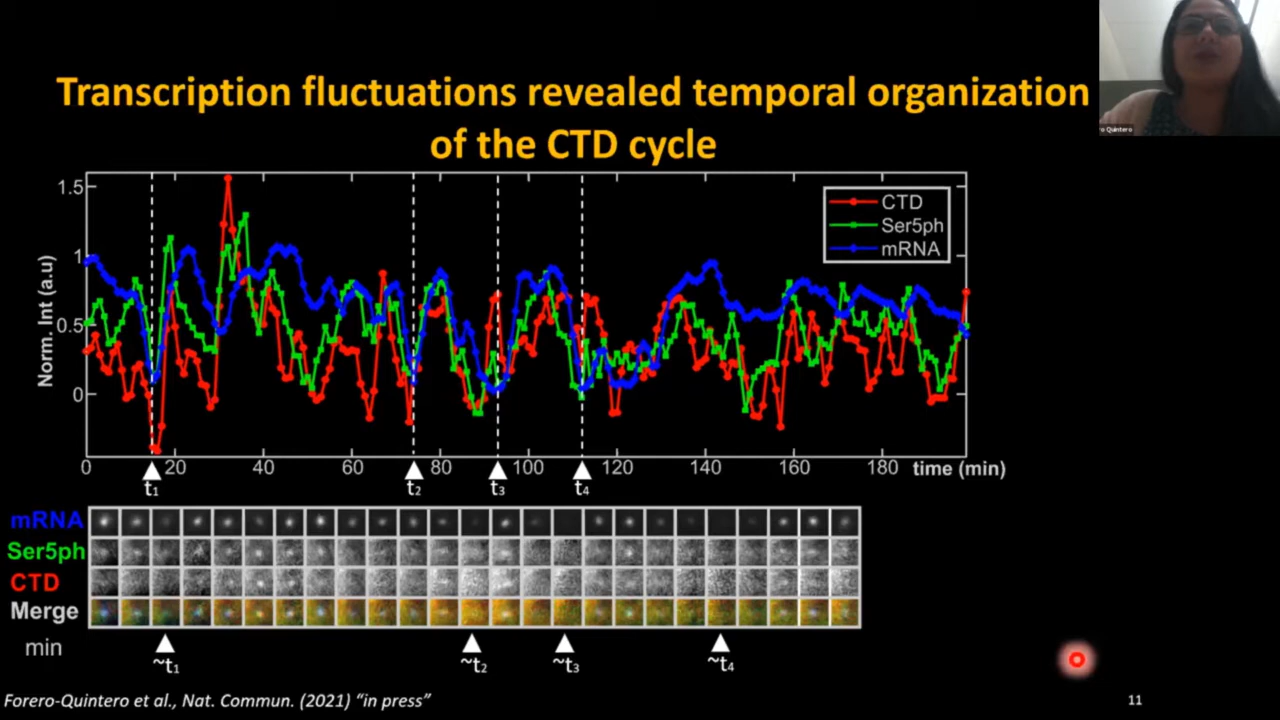 Transcription fluctuations revealed temporal organization
of the CTD cycle
o Quintero
1.5
1
0.5
0
Norm. Int (a.u)
CTD
Ser5ph
mRNA
0 20 40 60 80 100 120 140 160 180 time (min)
t1 t2 t3 t4
mRNA
Ser5ph
CTD
Merge
min
~t1 ~t2 ~t3 ~t4
Forero-Quintero et al., Nat. Commun. (2021) “in press”
11